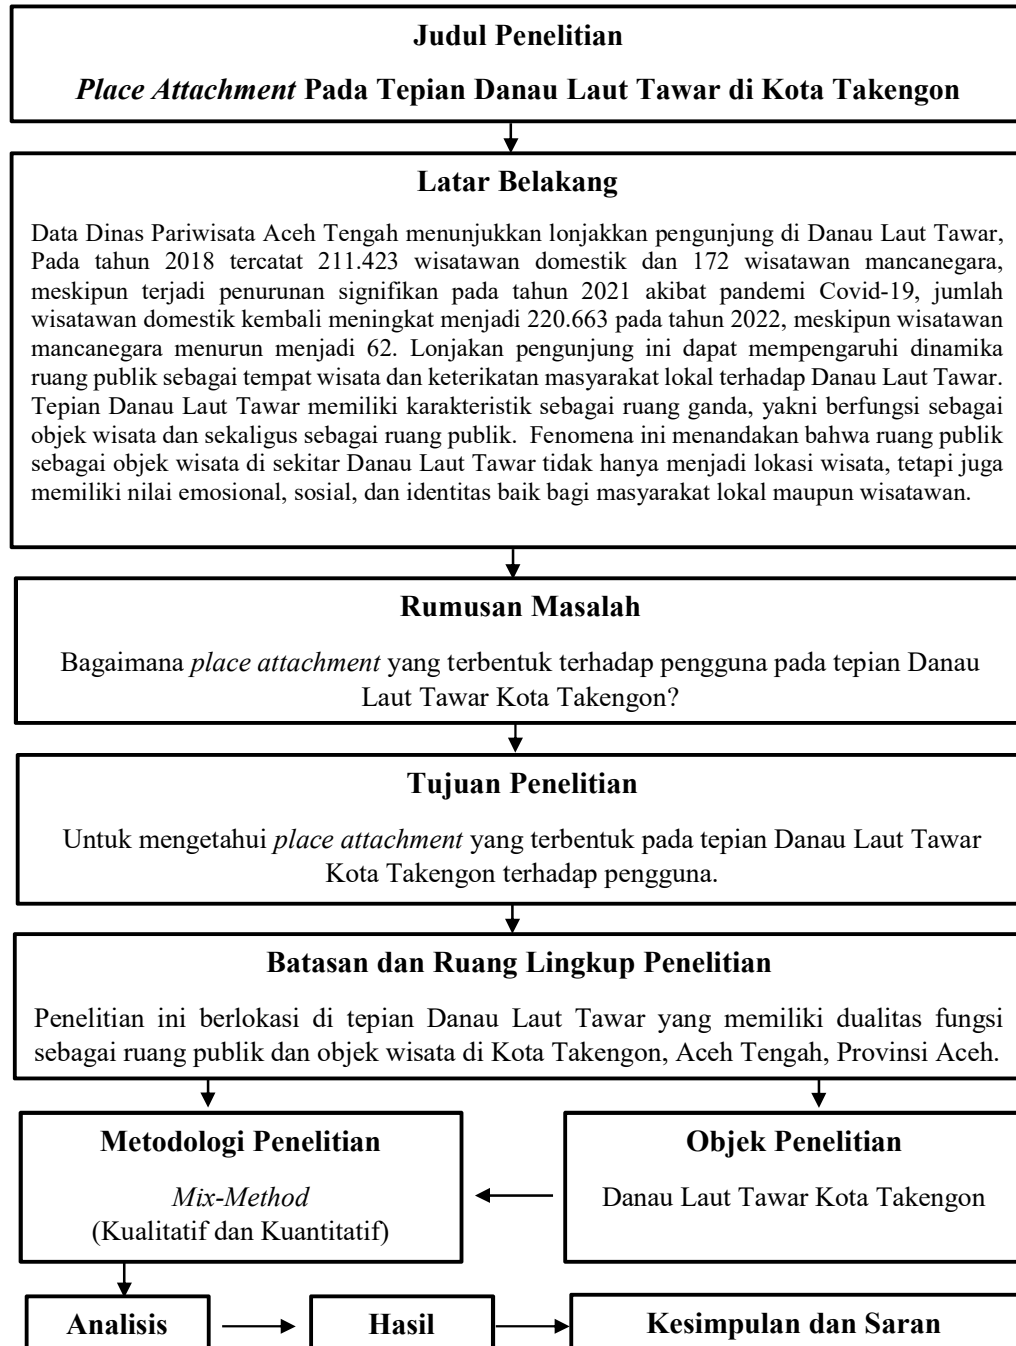 Judul Penelitian
Place Attachment Pada Tepian Danau Laut Tawar di Kota Takengon
Latar Belakang
Data Dinas Pariwisata Aceh Tengah menunjukkan lonjakkan pengunjung di Danau Laut Tawar,
Pada tahun 2018 tercatat 211.423 wisatawan domestik dan 172 wisatawan mancanegara,
meskipun terjadi penurunan signifikan pada tahun 2021 akibat pandemi Covid-19, jumlah
wisatawan domestik kembali meningkat menjadi 220.663 pada tahun 2022, meskipun wisatawan
mancanegara menurun menjadi 62. Lonjakan pengunjung ini dapat mempengaruhi dinamika
ruang publik sebagai tempat wisata dan keterikatan masyarakat lokal terhadap Danau Laut Tawar.
Tepian Danau Laut Tawar memiliki karakteristik sebagai ruang ganda, yakni berfungsi sebagai
objek wisata dan sekaligus sebagai ruang publik. Fenomena ini menandakan bahwa ruang publik
sebagai objek wisata di sekitar Danau Laut Tawar tidak hanya menjadi lokasi wisata, tetapi juga
memiliki nilai emosional, sosial, dan identitas baik bagi masyarakat lokal maupun wisatawan.
Rumusan Masalah
Bagaimana place attachment yang terbentuk terhadap pengguna pada tepian Danau
Laut Tawar Kota Takengon?
Tujuan Penelitian
Untuk mengetahui place attachment yang terbentuk pada tepian Danau Laut Tawar
Kota Takengon terhadap pengguna.
Batasan dan Ruang Lingkup Penelitian
Penelitian ini berlokasi di tepian Danau Laut Tawar yang memiliki dualitas fungsi
sebagai ruang publik dan objek wisata di Kota Takengon, Aceh Tengah, Provinsi Aceh.
Metodologi Penelitian
Mix-Method
(Kualitatif dan Kuantitatif)
Objek Penelitian
Danau Laut Tawar Kota Takengon
Analisis
Hasil
Kesimpulan dan Saran